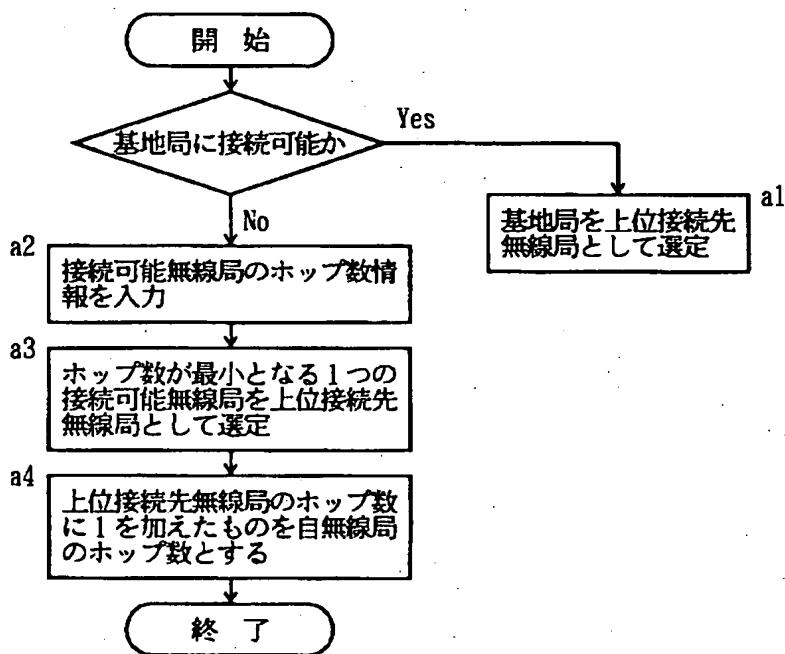 開 始
基地局に接続可能か
Yes
No
a1
基地局を上位接続先
無線局として選定
a2
接続可能無線局のホップ数情
報を入力
a3
ホップ数が最小となる1つの
接続可能無線局を上位接続先
無線局として選定
a4
上位接続先無線局のホップ数
に1を加えたものを自無線局
のホップ数とする
終 了